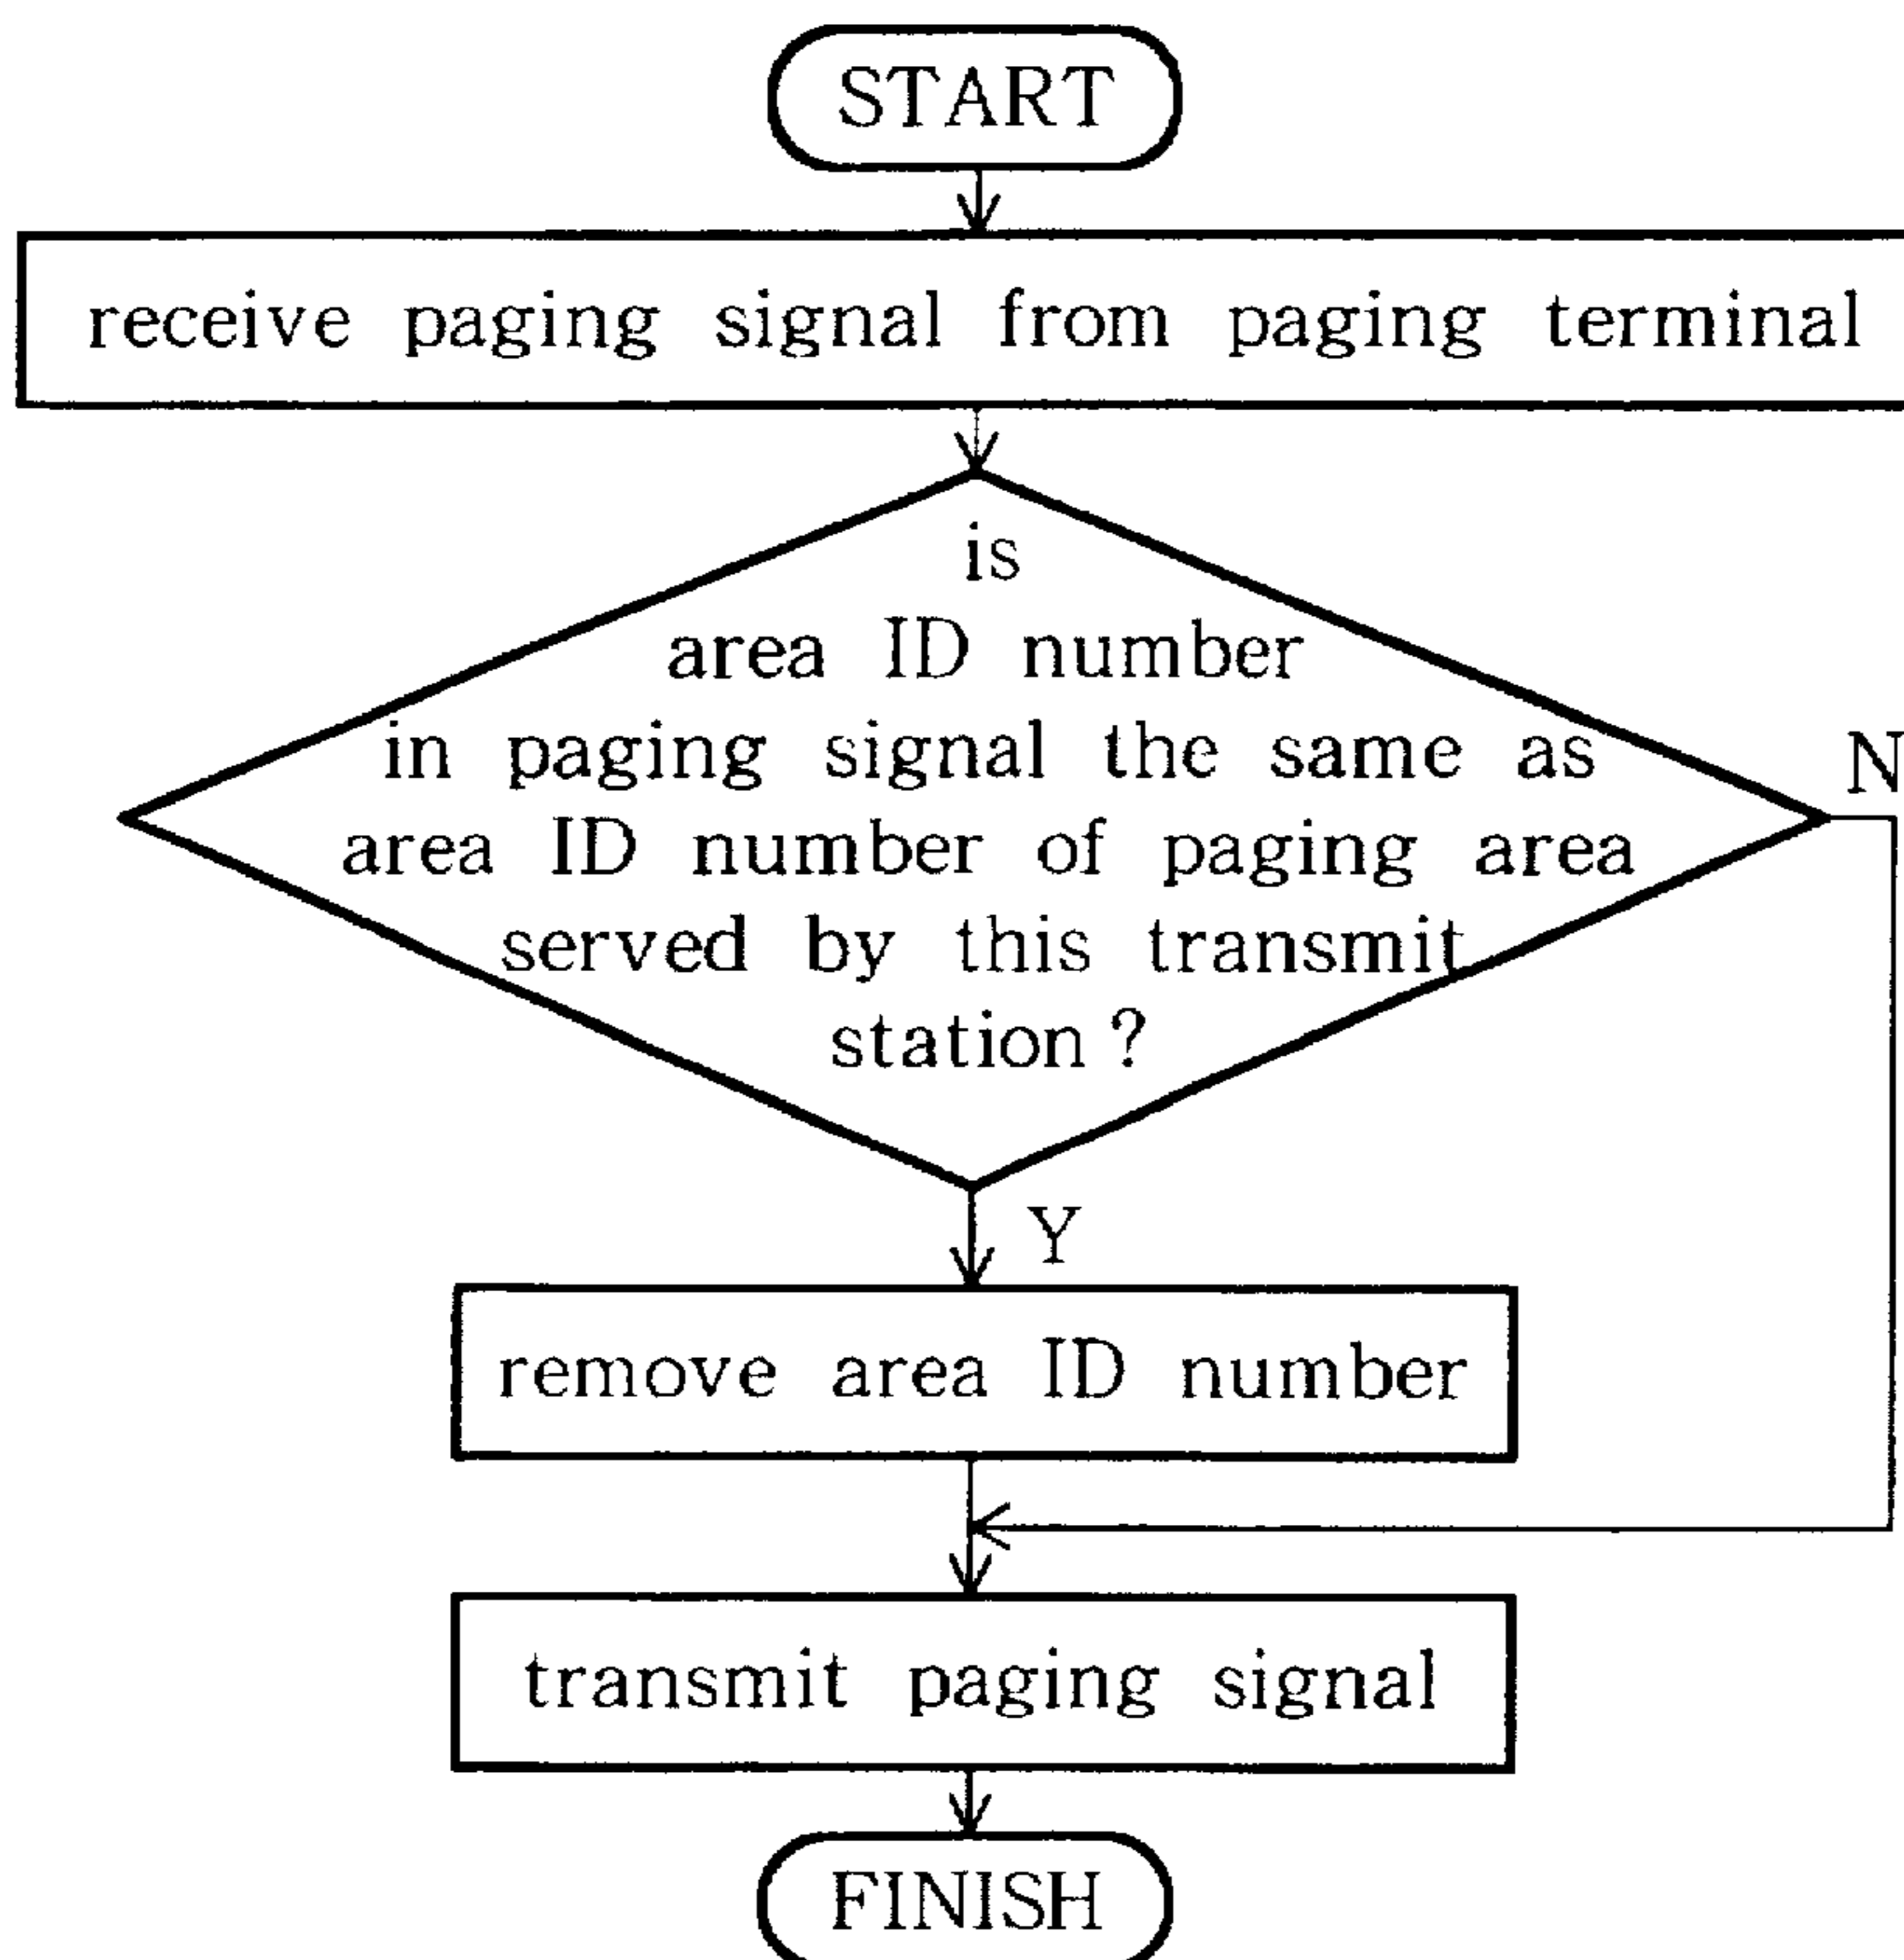 START
receive paging signal from paging terminal
is
area ID number
in paging signal the same as
area ID number of paging area
served by this transmit
station ?
N
Y
remove area ID number
transmit paging signal
FINISH